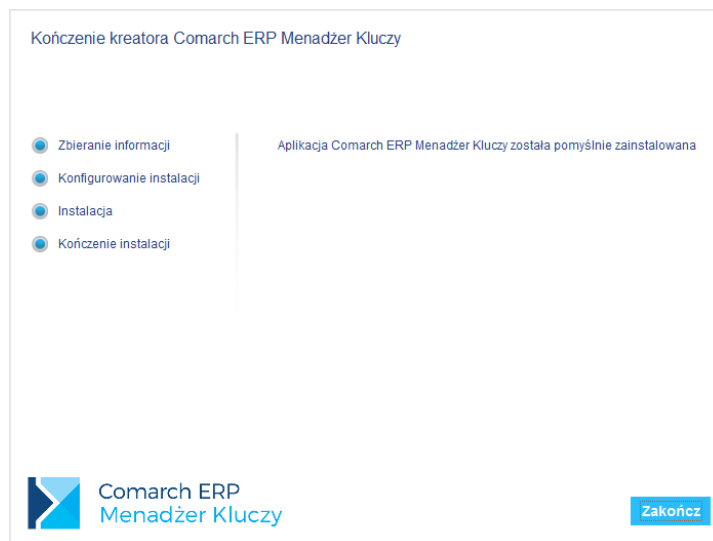 Kończenie kreatora Comarch ERP Menadżer Kluczy
Zbieranie informacji
Konfigurowanie instalacji
Instalacja
Kończenie instalacji
Aplikacja Comarch ERP Menadżer Kluczy została pomyślnie zainstalowana
Comarch ERP
Menadżer Kluczy
Zakończ